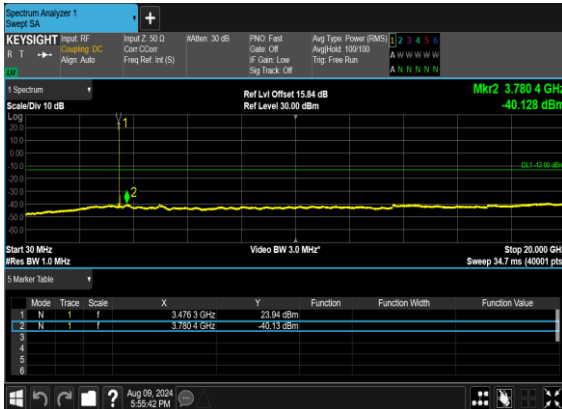 Spectrum Analyzer 1
Swept SA
+
KEYSIGHT Input: RF Input Z: 50 Ω #Atten: 30 dB PNO: Fast Avg Type: Power (RMS) 1 2 3 4 5 6
R T Coupling: DC Corr CCorr Gate: Off Avg|Hold: 100/100 A W W W W W
Align: Auto Freq Ref: Int (S) IF Gain: Low Trig: Free Run
LXI Sig Track: Off A N N N N N
1 Spectrum Ref Lvl Offset 15.84 dB Mkr2 3.780 4 GHz
Scale/Div 10 dB Ref Level 30.00 dBm -40.128 dBm
Log
20.0
1
10.0
0.00
-10.0
DL1 -13.00 dBm
-20.0
-30.0
2
-40.0
-50.0
-60.0
Start 30 MHz Video BW 3.0 MHz* Stop 20.000 GHz
#Res BW 1.0 MHz Sweep 34.7 ms (40001 pts)
5 Marker Table
Mode Trace Scale X Y Function Function Width Function Value
1 N 1 f 3.476 3 GHz 23.94 dBm
2 N 1 f 3.780 4 GHz -40.13 dBm
3
4
5
6
? Aug 09, 2024
5:55:42 PM